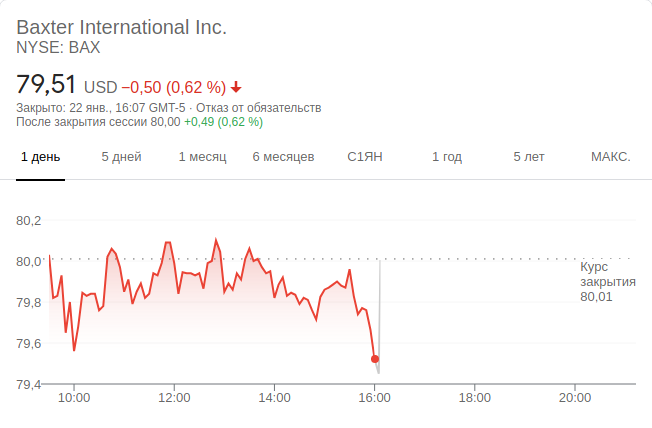 Baxter International Inc.
NYSE: BAX
79,51 USD −0,50 (0,62 %)
Закрыто: 22 янв., 16:07 GMT-5 · Отказ от обязательств
После закрытия сессии 80,00 +0,49 (0,62 %)
1 день 5 дней 1 месяц 6 месяцев С1ЯН 1 год 5 лет МАКС.
80,2
80,0
Курс
закрытия
79,8
80,01
79,6
79,4
10:00 12:00 14:00 16:00 18:00 20:00